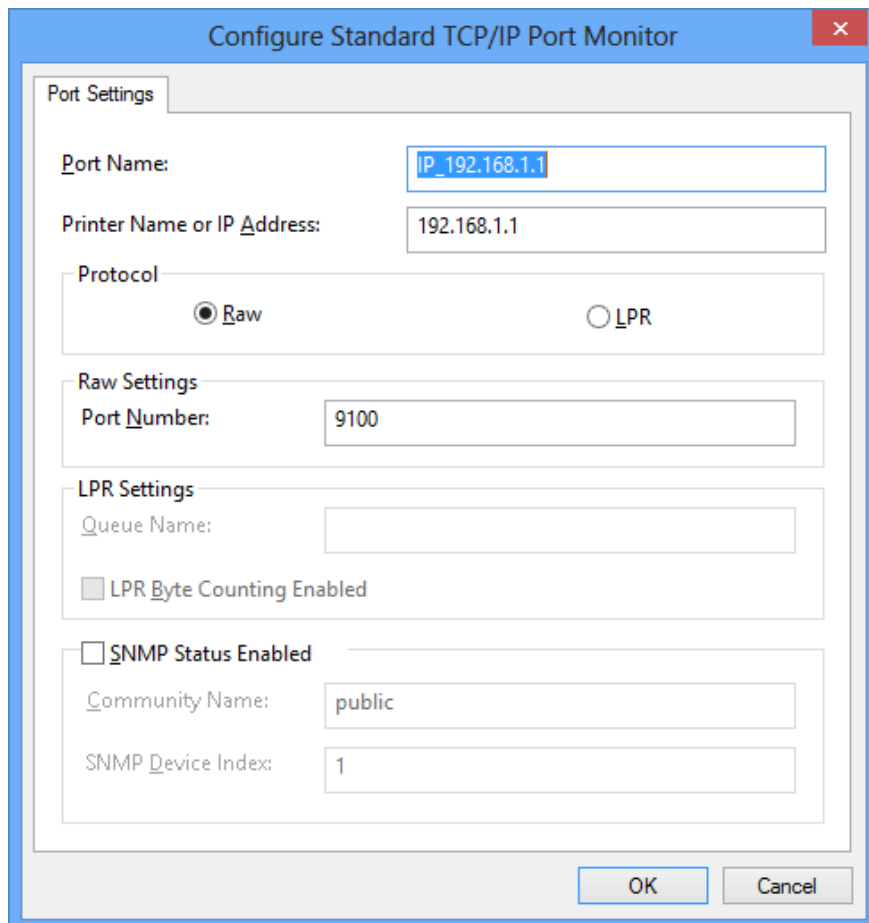 Configure Standard TCP/IP Port Monitor
Port Settings
Port Name: IP_192.168.1.1
Printer Name or IP Address: 192.168.1.1
Protocol
Raw LPR
Raw Settings
Port Number: 9100
LPR Settings
Queue Name:
LPR Byte Counting Enabled
SNMP Status Enabled
Community Name: public
SNMP Device Index: 1
OK Cancel